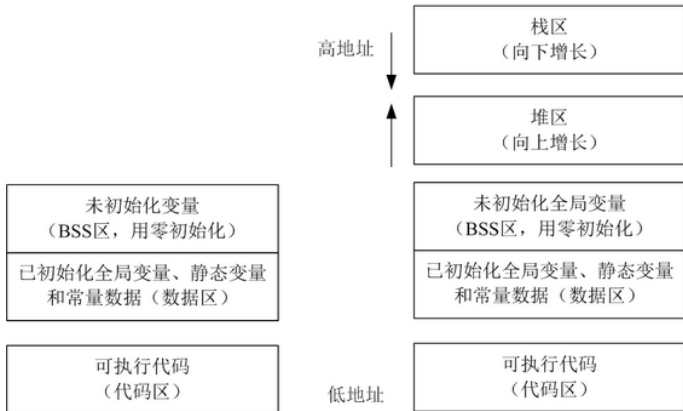 栈区
（向下增长）
高地址
堆区
（向上增长）
未初始化变量
（BSS区，用零初始化）
已初始化全局变量、静态变量
和常量数据（数据区）
未初始化全局变量
（BSS区，用零初始化）
已初始化全局变量、静态变量
和常量数据（数据区）
可执行代码
（代码区）
低地址
可执行代码
（代码区）